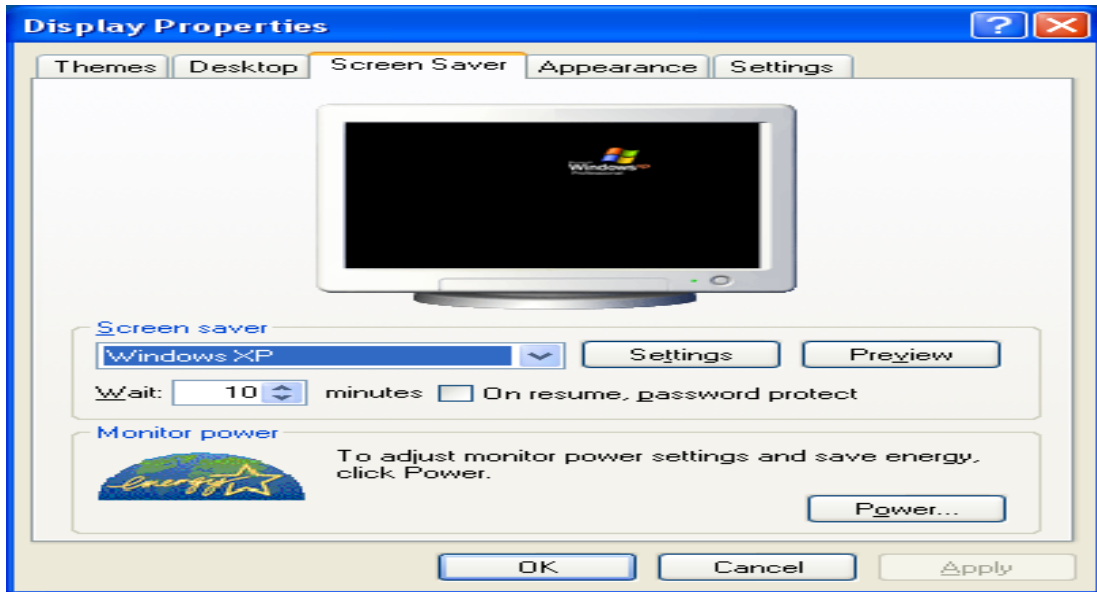 Display Properties
Themes Desktop Screen Saver Appearance Settings
Windows xp
Professional
Screen saver
Windows XP Settings Preview
Wait: 10 minutes On resume, password protect
Monitor power
To adjust monitor power settings and save energy,
click Power.
energy
Power...
OK Cancel Apply